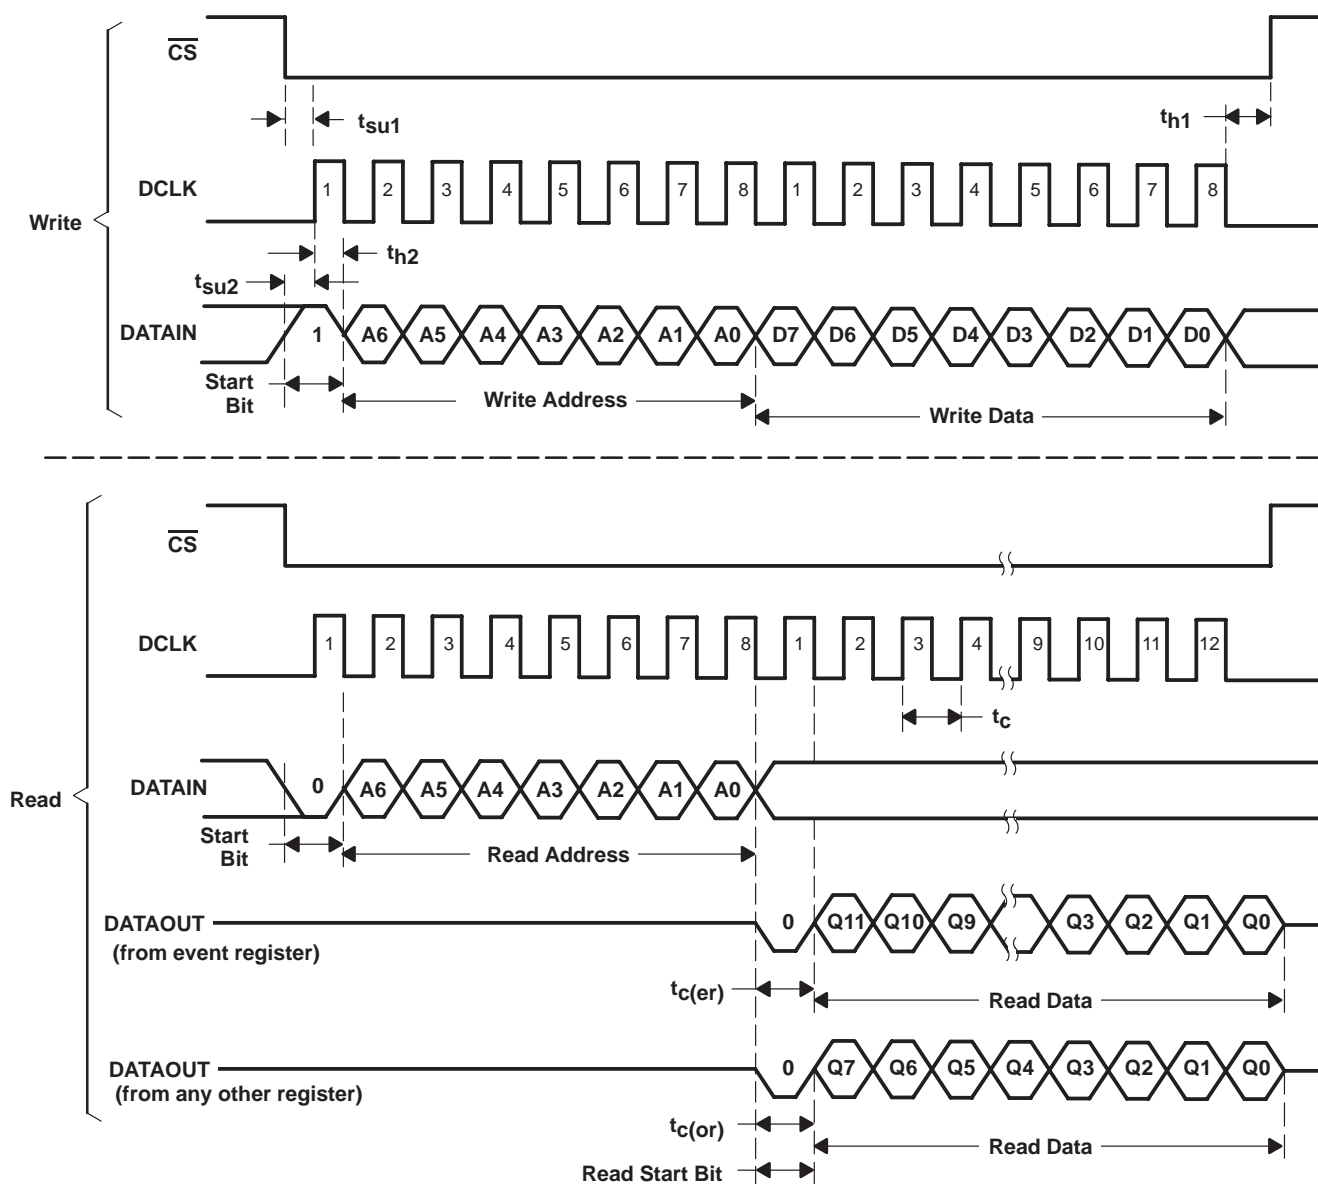 CS
tsu1
th1
DCLK
1 2 3 4 5 6 7 8 1 2 3 4 5 6 7 8
Write
th2
tsu2
DATAIN
1 A6 A5 A4 A3 A2 A1 A0 D7 D6 D5 D4 D3 D2 D1 D0
Start
Bit
Write Address
Write Data
CS
DCLK
1 2 3 4 5 6 7 8 1 2 3 4 9 10 11 12
tc
DATAIN
0 A6 A5 A4 A3 A2 A1 A0
Read
Start
Bit
Read Address
DATAOUT
(from event register)
0 Q11 Q10 Q9 Q3 Q2 Q1 Q0
tc(er)
Read Data
DATAOUT
(from any other register)
0 Q7 Q6 Q5 Q4 Q3 Q2 Q1 Q0
tc(or)
Read Data
Read Start Bit